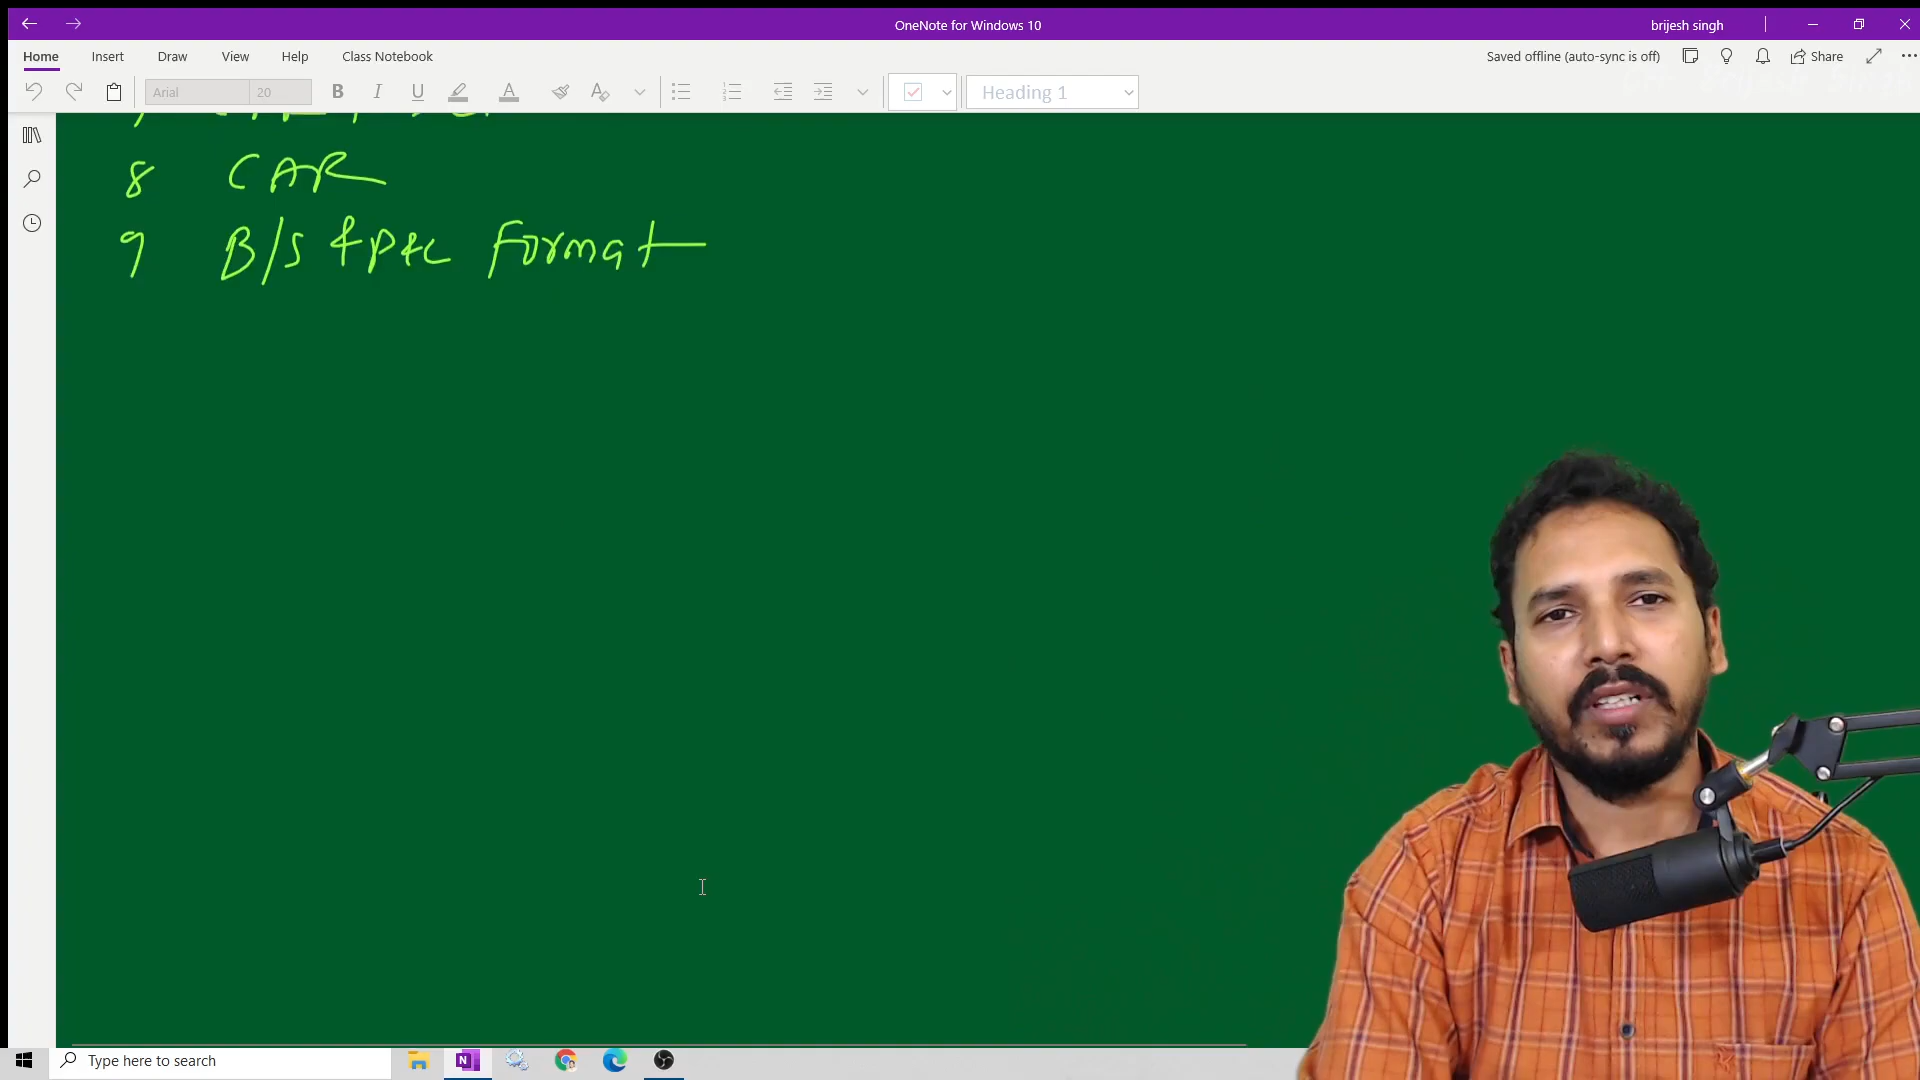 OneNote for Windows 10
brijesh singh
Home Insert Draw View Help Class Notebook
Saved offline (auto-sync is off) Share
Arial 20 B I U A Heading 1
8 CAR
9 B/S & P&L Format
Type here to search